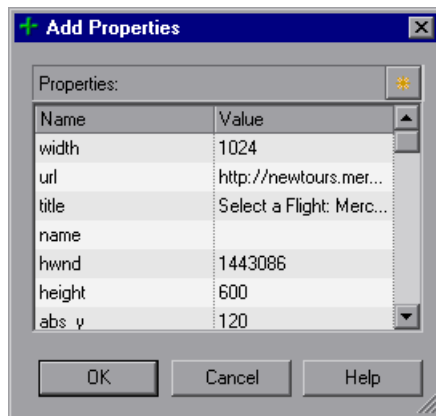 Add Properties
Properties:
Name Value
width 1024
url http://newtours.mer...
title Select a Flight: Merc...
name
hwnd 1443086
height 600
abs_y 120
OK Cancel Help